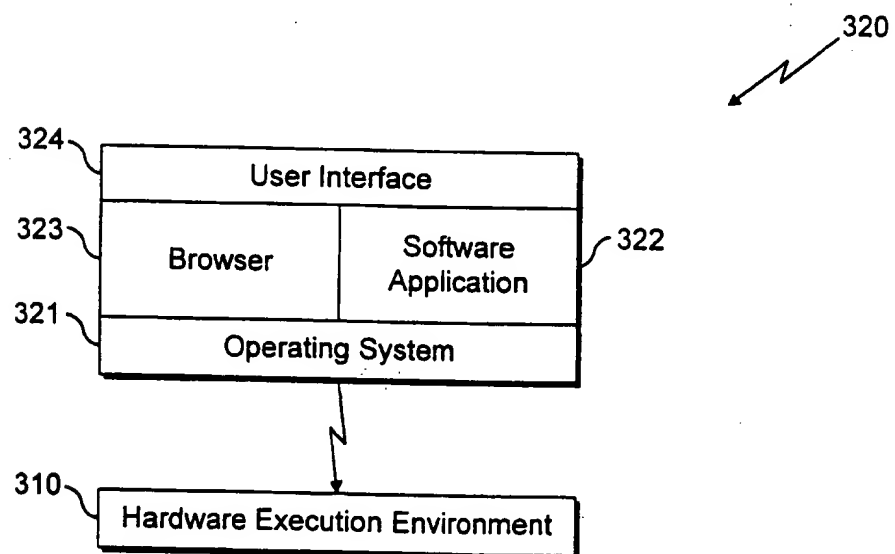 320
324
User Interface
323
Browser
Software
Application
322
321
Operating System
310
Hardware Execution Environment